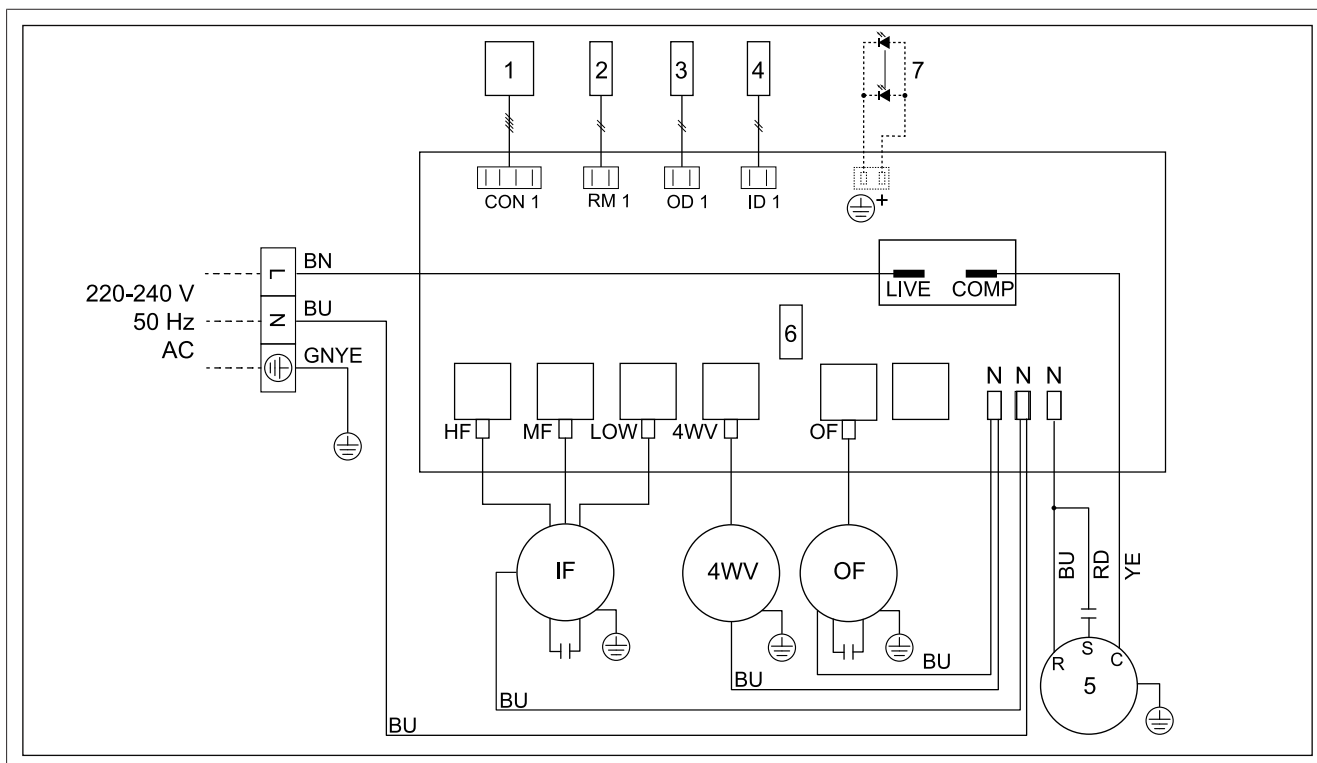 1
2
3
4
7
CON 1
RM 1
OD 1
ID 1
+
L
BN
220-240 V
LIVE
COMP
N
BU
50 Hz
6
AC
GNYE
N
N
N
HF
MF
LOW
4WV
OF
BU
RD
YE
IF
4WV
OF
S
R
C
BU
5
BU
BU
BU